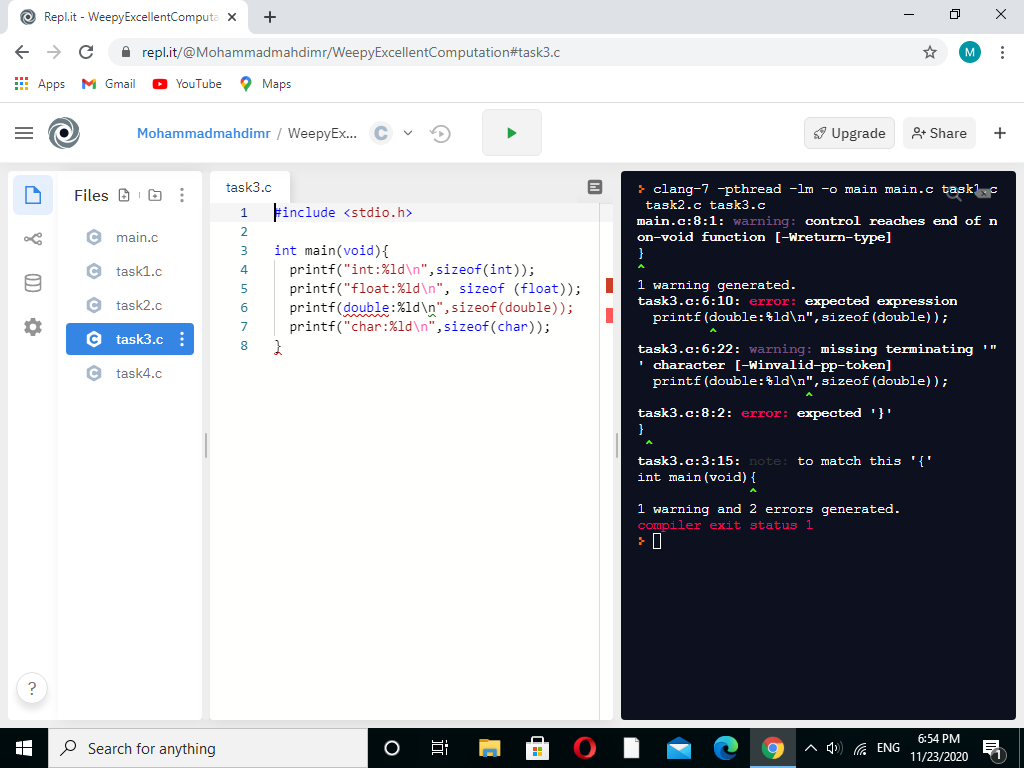 Repl.it - WeepyExcellentComputa
repl.it/@Mohammadmahdimr/WeepyExcellentComputation#task3.c
M
Apps Gmail YouTube Maps
Mohammadmahdimr / WeepyEx... C
Upgrade
Share
Files
main.c
task1.c
task2.c
task3.c
task4.c
?
task3.c
1 #include <stdio.h>
2
3 int main(void){
4 printf("int:%ld\n",sizeof(int));
5 printf("float:%ld\n", sizeof (float));
6 printf(double:%ld\n",sizeof(double));
7 printf("char:%ld\n",sizeof(char));
8 }
> clang-7 -pthread -lm -o main main.c task1.c
task2.c task3.c
main.c:8:1: warning: control reaches end of n
on-void function [-Wreturn-type]
}
^
1 warning generated.
task3.c:6:10: error: expected expression
printf(double:%ld\n",sizeof(double));
^
task3.c:6:22: warning: missing terminating '"
' character [-Winvalid-pp-token]
printf(double:%ld\n",sizeof(double));
^
task3.c:8:2: error: expected '}'
}
^
task3.c:3:15: note: to match this '{'
int main(void){
^
1 warning and 2 errors generated.
compiler exit status 1
>
Search for anything
ENG
6:54 PM
11/23/2020
1